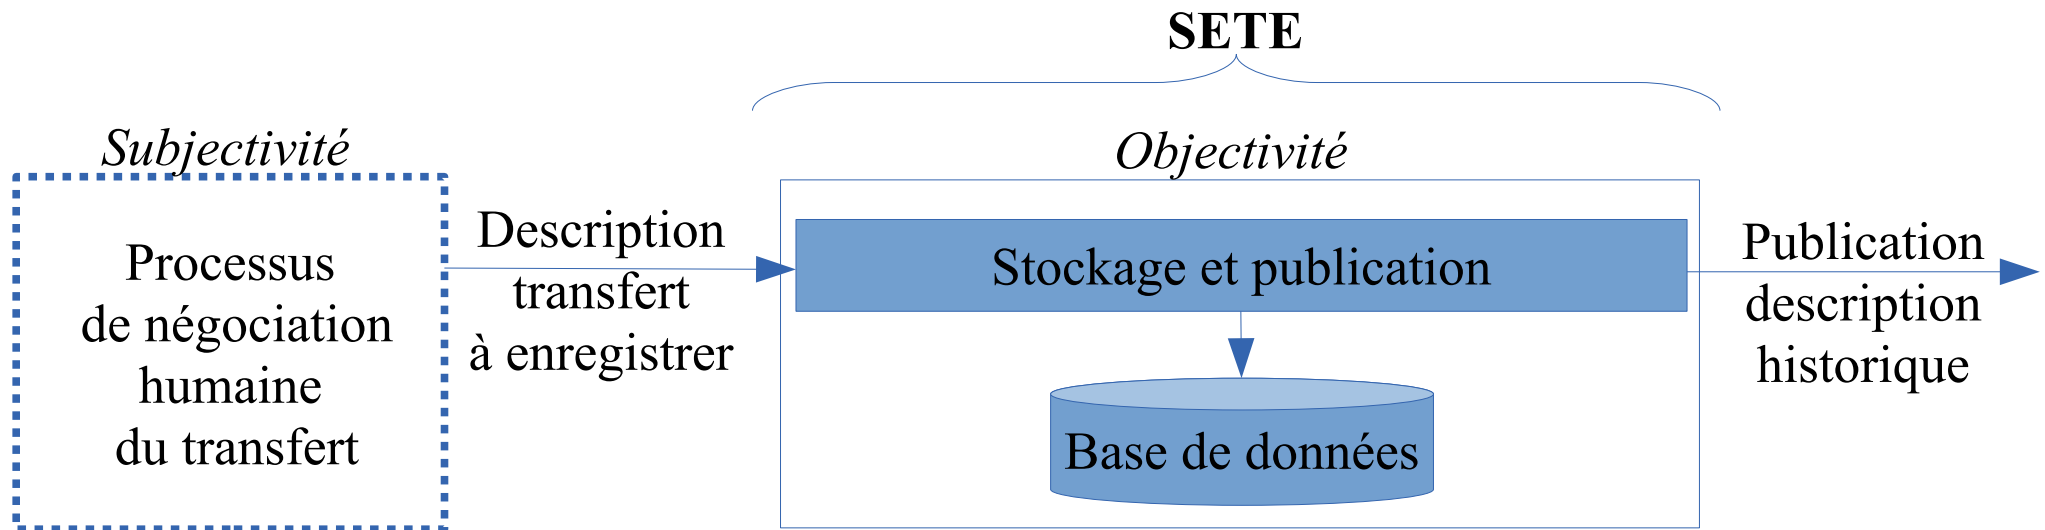 SETE
Subjectivité
Objectivité
Processus
de négociation
humaine
du transfert
Description
transfert
à enregistrer
Stockage et publication
Base de données
Publication
description
historique